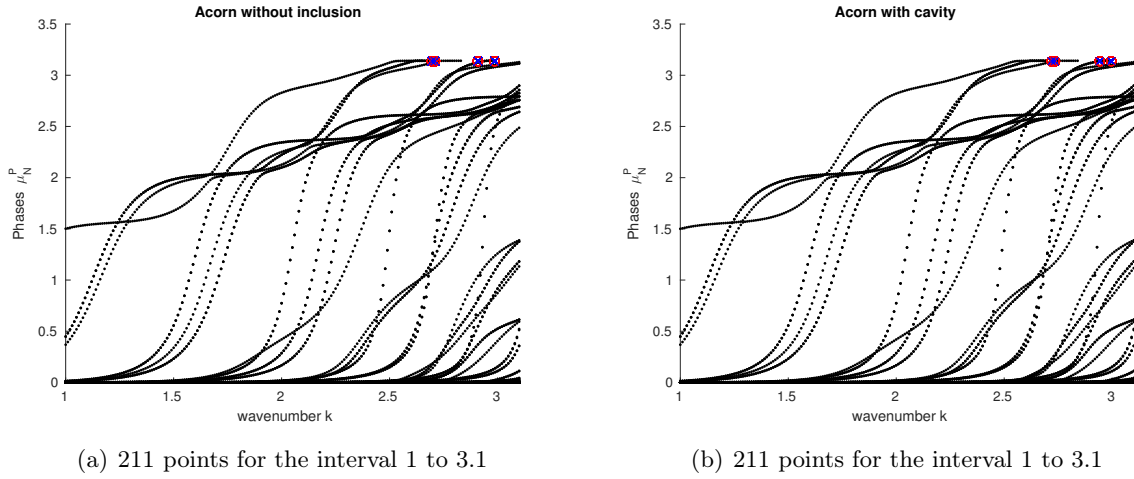 Acorn without inclusion
3.5
3
2.5
2
1.5
1
0.5
0
Phases μ_N^P
1 1.5 2 2.5 3
wavenumber k
(a) 211 points for the interval 1 to 3.1
Acorn with cavity
3.5
3
2.5
2
1.5
1
0.5
0
Phases μ_N^P
1 1.5 2 2.5 3
wavenumber k
(b) 211 points for the interval 1 to 3.1